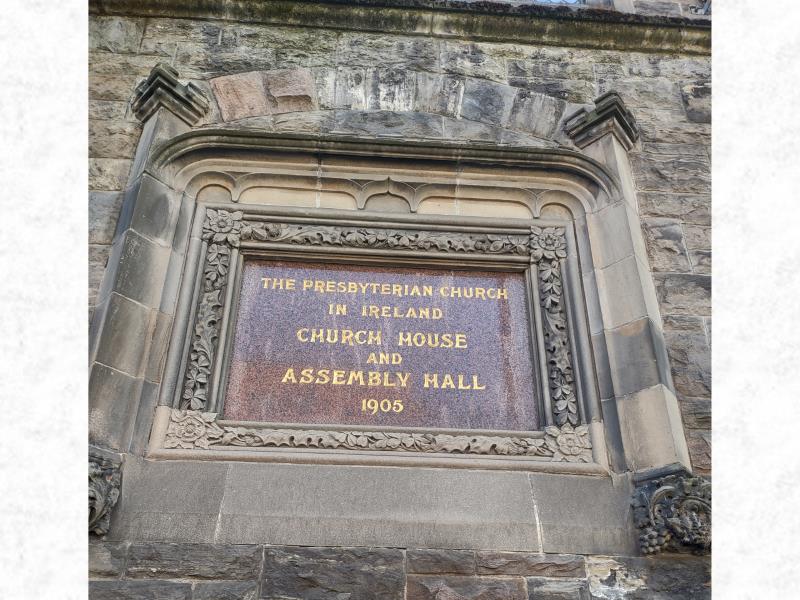 THE PRESBYTERIAN CHURCH
IN IRELAND
CHURCH HOUSE
AND
ASSEMBLY HALL
1905